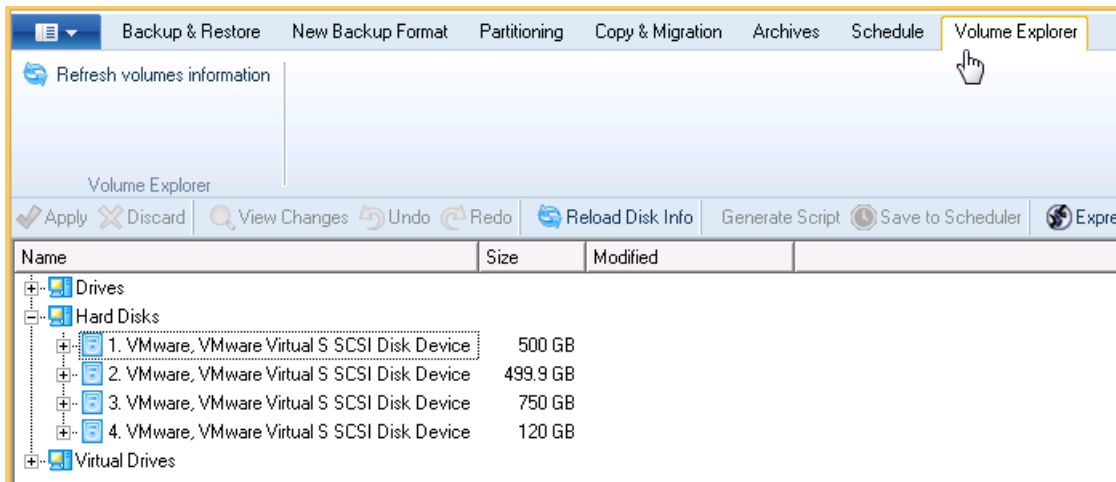 Backup & Restore New Backup Format Partitioning Copy & Migration Archives Schedule Volume Explorer
Refresh volumes information
Volume Explorer
Apply Discard View Changes Undo Redo Reload Disk Info Generate Script Save to Scheduler Expre
Name Size Modified
Drives
Hard Disks
1. VMware, VMware Virtual S SCSI Disk Device 500 GB
2. VMware, VMware Virtual S SCSI Disk Device 499.9 GB
3. VMware, VMware Virtual S SCSI Disk Device 750 GB
4. VMware, VMware Virtual S SCSI Disk Device 120 GB
Virtual Drives